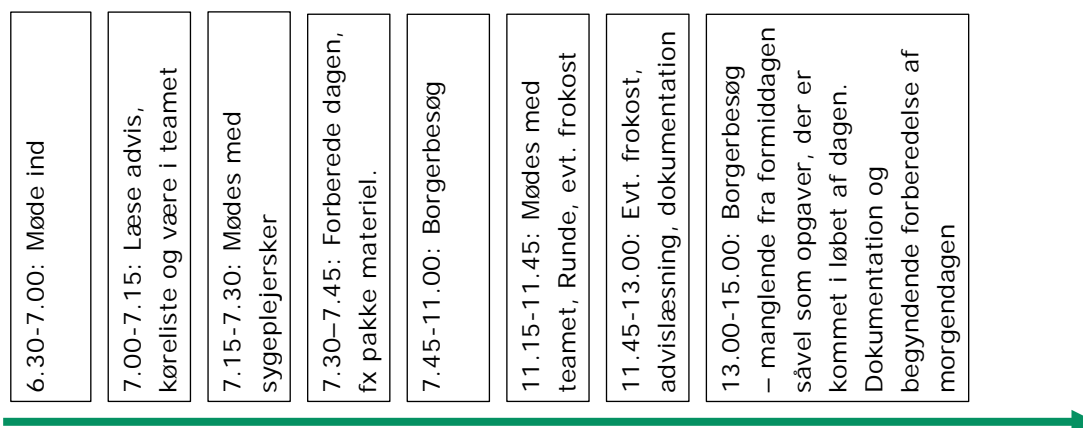 6.30-7.00: Møde ind
7.00-7.15: Læse advis,
køreliste og være i teamet
7.15-7.30: Mødes med
sygeplejersker
7.30–7.45: Forberede dagen,
fx pakke materiel.
7.45-11.00: Borgerbesøg
11.15-11.45: Mødes med
teamet, Runde, evt. frokost
11.45-13.00: Evt. frokost,
advislæsning, dokumentation
13.00-15.00: Borgerbesøg
– manglende fra formiddagen
såvel som opgaver, der er
kommet i løbet af dagen.
Dokumentation og
begyndende forberedelse af
morgendagen